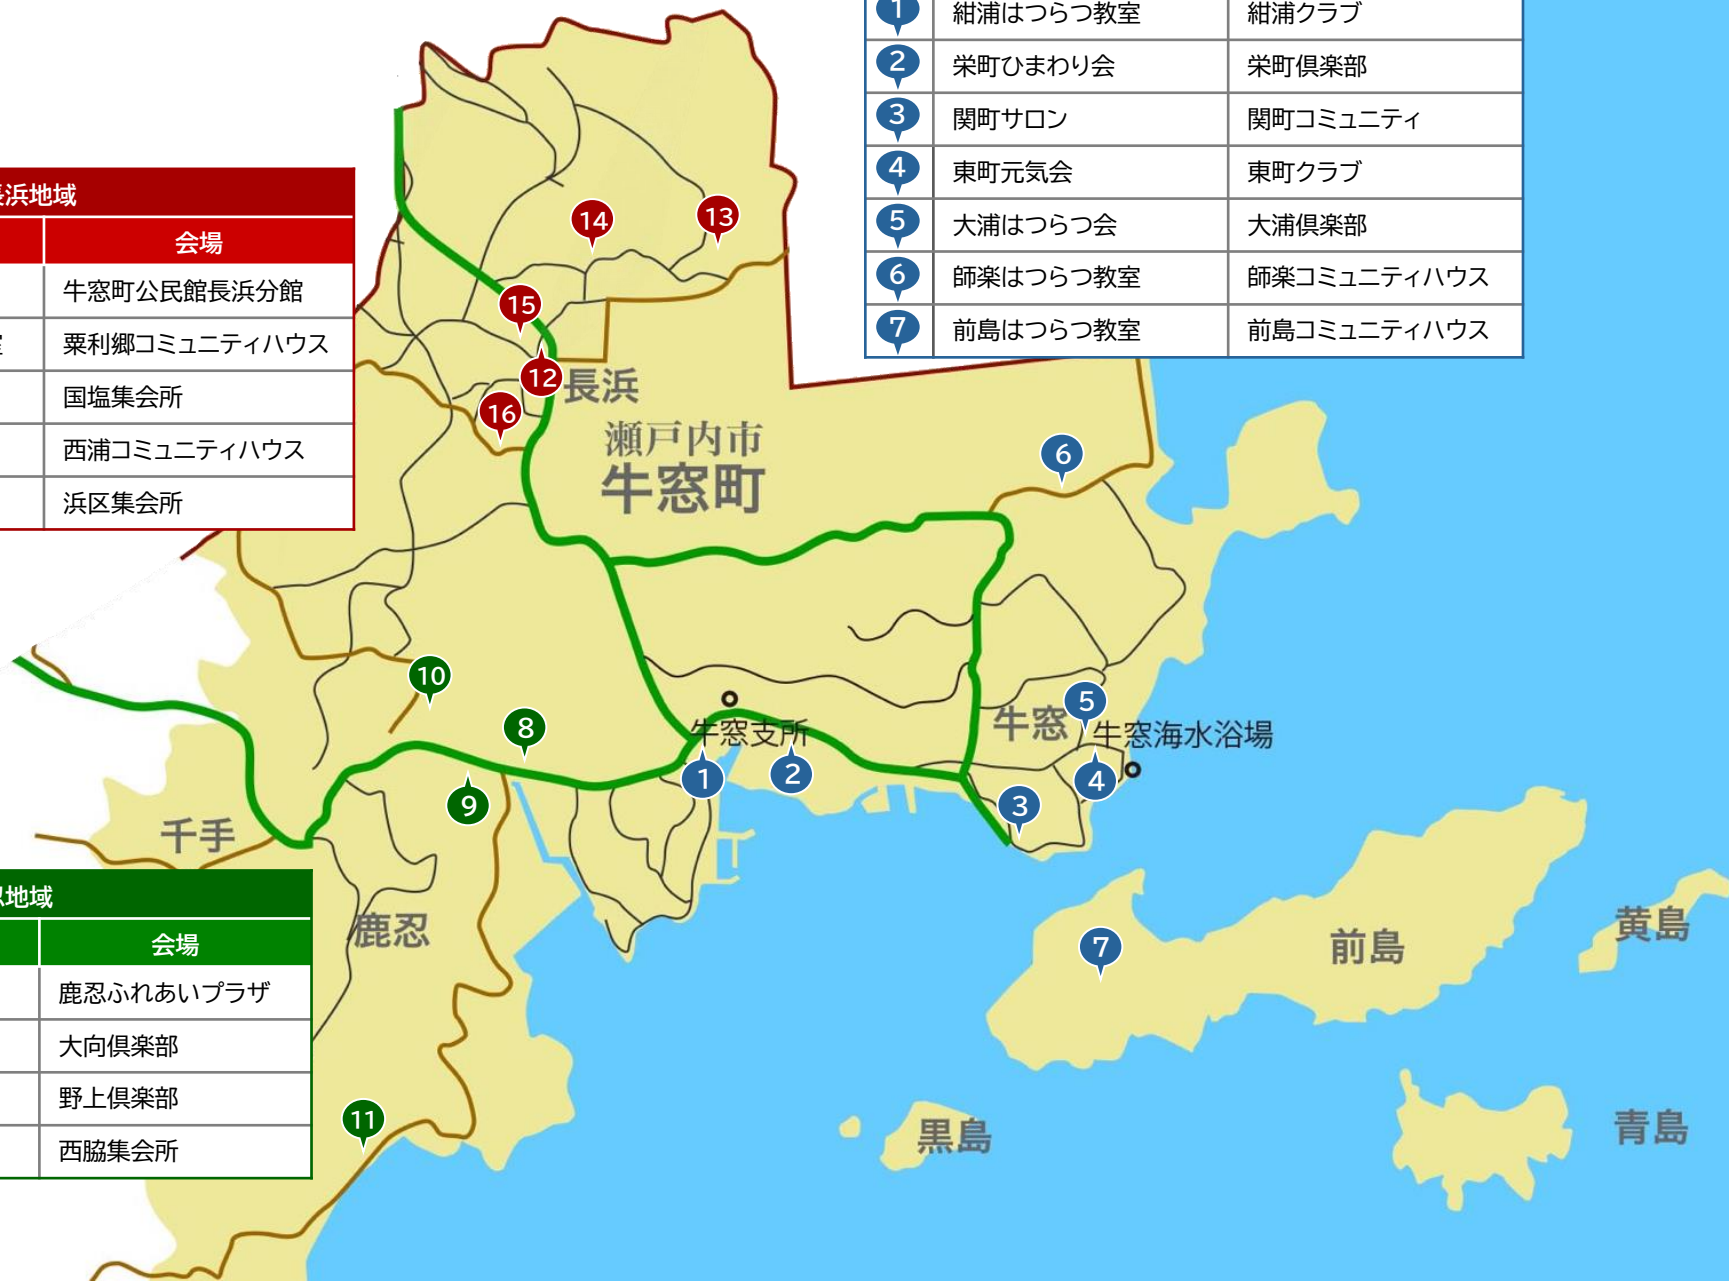 1 紺浦はつらつ教室 紺浦クラブ
2 栄町ひまわり会 栄町倶楽部
3 関町サロン 関町コミュニティ
4 東町元気会 東町クラブ
5 大浦はつらつ会 大浦倶楽部
6 師楽はつらつ教室 師楽コミュニティハウス
7 前島はつらつ教室 前島コミュニティハウス
長浜地域
会場
牛窓町公民館長浜分館
室 粟利郷コミュニティハウス
国塩集会所
西浦コミュニティハウス
浜区集会所
14
13
15
12
長浜
16
瀬戸内市
牛窓町
6
10
8
9
牛窓支所
1
2
牛窓
5
牛窓海水浴場
4
3
千手
忍地域
会場
鹿忍ふれあいプラザ
大向倶楽部
野上倶楽部
西脇集会所
鹿忍
11
7
前島
黄島
黒島
青島